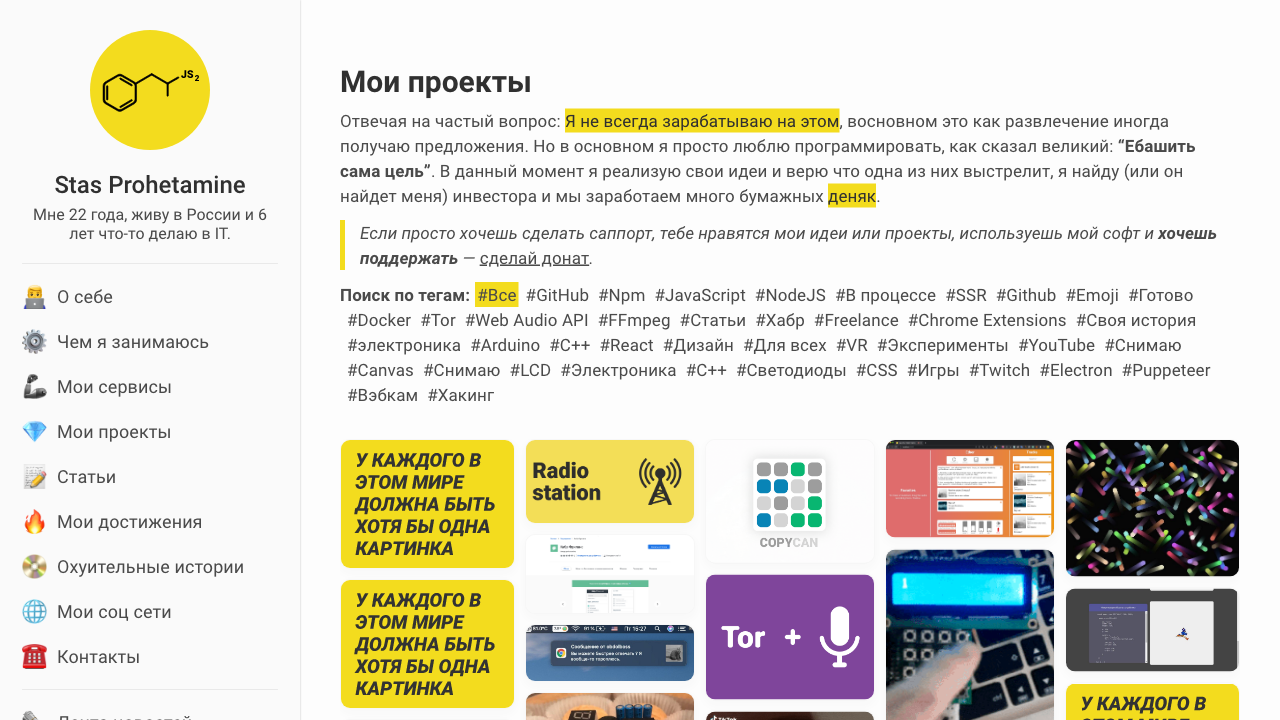 JS2
Stas Prohetamine
Мне 22 года, живу в России и 6
лет что-то делаю в IT.
О себе
Чем я занимаюсь
Мои сервисы
Мои проекты
Статьи
Мои достижения
Охуительные истории
Мои соц сети
Контакты
Мои проекты
Отвечая на частый вопрос: Я не всегда зарабатываю на этом, восновном это как развлечение иногда
получаю предложения. Но в основном я просто люблю программировать, как сказал великий: “Ебашить
сама цель”. В данный момент я реализую свои идеи и верю что одна из них выстрелит, я найду (или он
найдет меня) инвестора и мы заработаем много бумажных деняк.
Если просто хочешь сделать саппорт, тебе нравятся мои идеи или проекты, используешь мой софт и хочешь
поддержать — сделай донат.
Поиск по тегам: #Все #GitHub #Npm #JavaScript #NodeJS #В процессе #SSR #Github #Emoji #Готово
#Docker #Tor #Web Audio API #FFmpeg #Статьи #Хабр #Freelance #Chrome Extensions #Своя история
#электроника #Arduino #C++ #React #Дизайн #Для всех #VR #Эксперименты #YouTube #Снимаю
#Canvas #Снимаю #LCD #Электроника #C++ #Светодиоды #CSS #Игры #Twitch #Electron #Puppeteer
#Вэбкам #Хакинг
У КАЖДОГО В
ЭТОМ МИРЕ
ДОЛЖНА БЫТЬ
ХОТЯ БЫ ОДНА
КАРТИНКА
У КАЖДОГО В
ЭТОМ МИРЕ
ДОЛЖНА БЫТЬ
ХОТЯ БЫ ОДНА
КАРТИНКА
Radio
station
Пт 15:27
Сообщение от abdolboss
COPYCAN
Tor +
У КАЖДОГО В